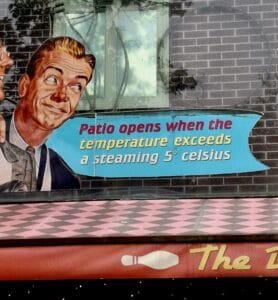 Patio opens when the
temperature exceeds
a steaming 5° celsius
The